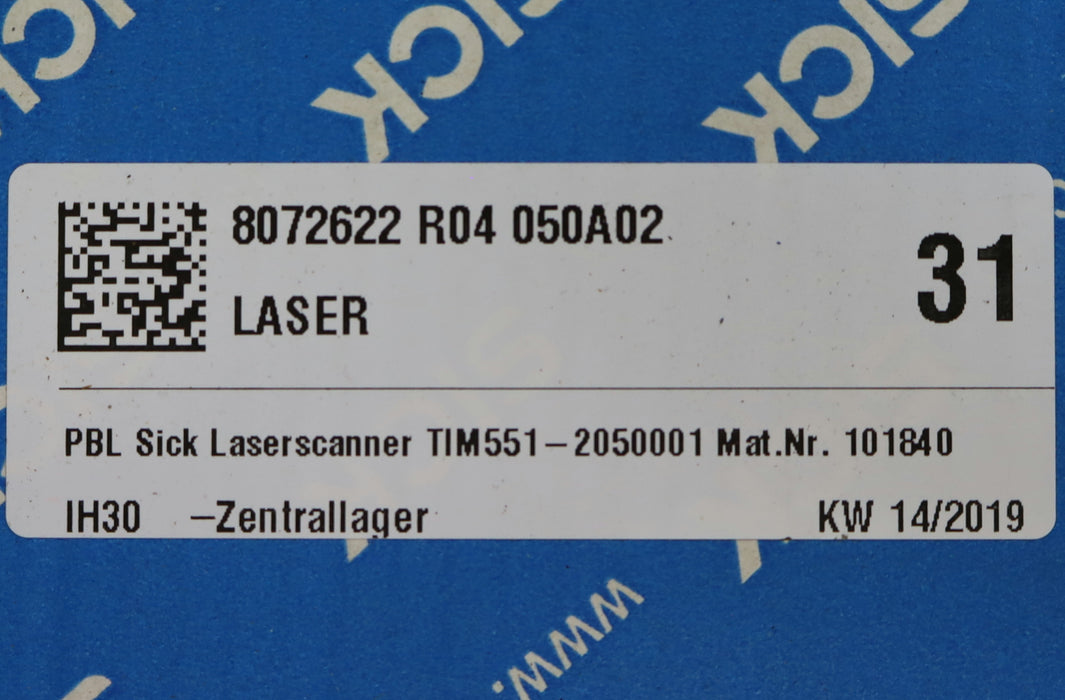 SICK
SICK
SICK
8072622 R04 050A02
31
LASER
PBL Sick Laserscanner TIM551-2050001 Mat.Nr. 101840
IH30 -Zentrallager
KW 14/2019
www.